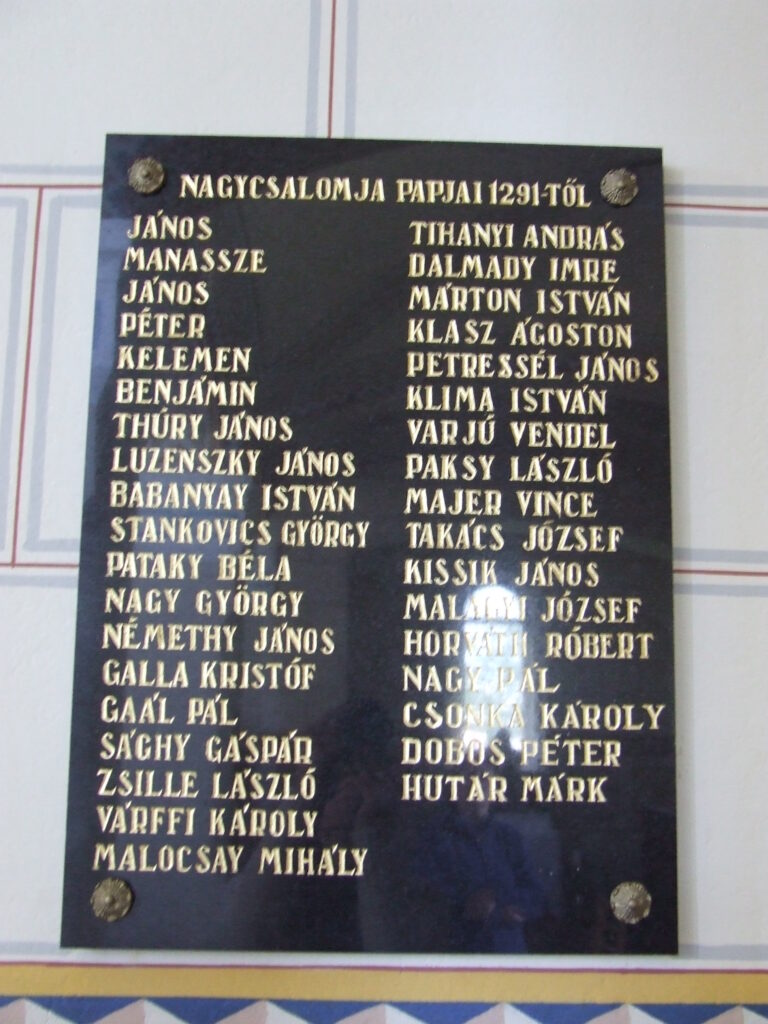 NAGYCSALOMJA PAPJAI 1291-TŐL
JÁNOS
MANASSZE
JÁNOS
PÉTER
KELEMEN
BENJÁMIN
THÚRY JÁNOS
LUZENSZKY JÁNOS
BABANYAY ISTVÁN
STANKOVICS GYÖRGY
PATAKY BÉLA
NAGY GYÖRGY
NÉMETHY JÁNOS
GALLA KRISTÓF
GAÁL PÁL
SÁGHY GÁSPÁR
ZSILLE LÁSZLÓ
VÁRFFI KÁROLY
MALOCSAY MIHÁLY
TIHANYI ANDRÁS
DALMADY IMRE
MÁRTON ISTVÁN
KLASZ ÁGOSTON
PETRESSÉL JÁNOS
KLIMA ISTVÁN
VARJÚ VENDEL
PAKSY LÁSZLÓ
MAJER VINCE
TAKÁCS JÓZSEF
KISSIK JÁNOS
MALAGYI JÓZSEF
HORVÁTH RÓBERT
NAGY PÁL
CSONKA KÁROLY
DOBOS PÉTER
HUTÁR MÁRK